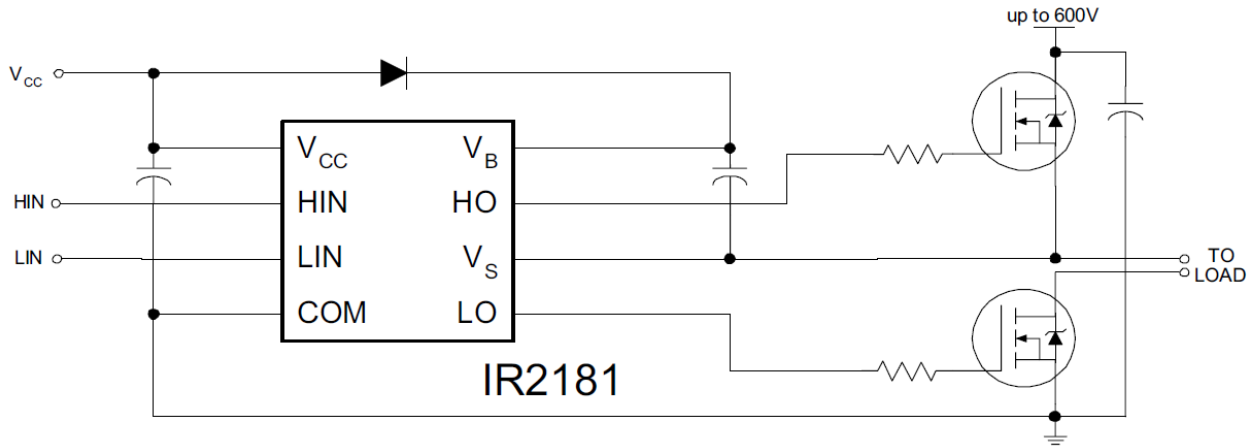 up to 600V
VCC
VCC VB
HIN HIN HO
LIN LIN VS
TO
LOAD
COM LO
IR2181